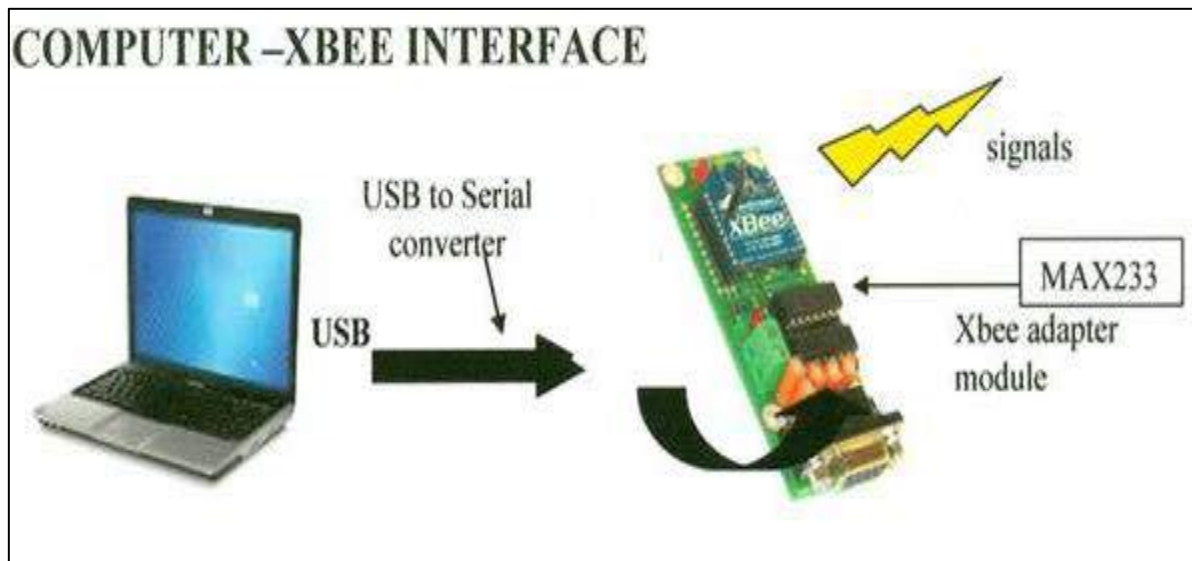 COMPUTER –XBEE INTERFACE
signals
USB to Serial
converter
USB
XBee
MAX233
Xbee adapter
module